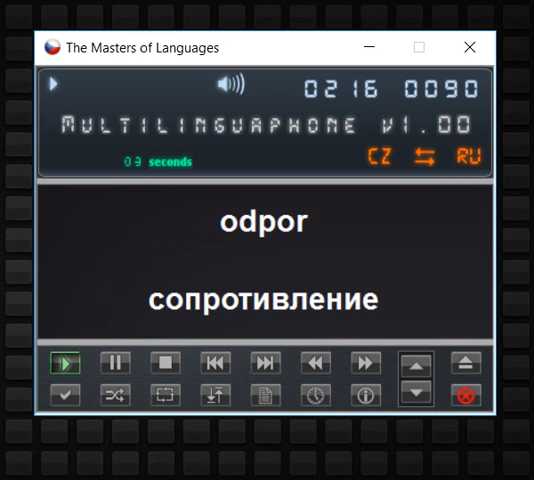 The Masters of Languages
0216 0090
MULTILINGUAPHONE v1.00
03 seconds
CZ RU
odpor
сопротивление